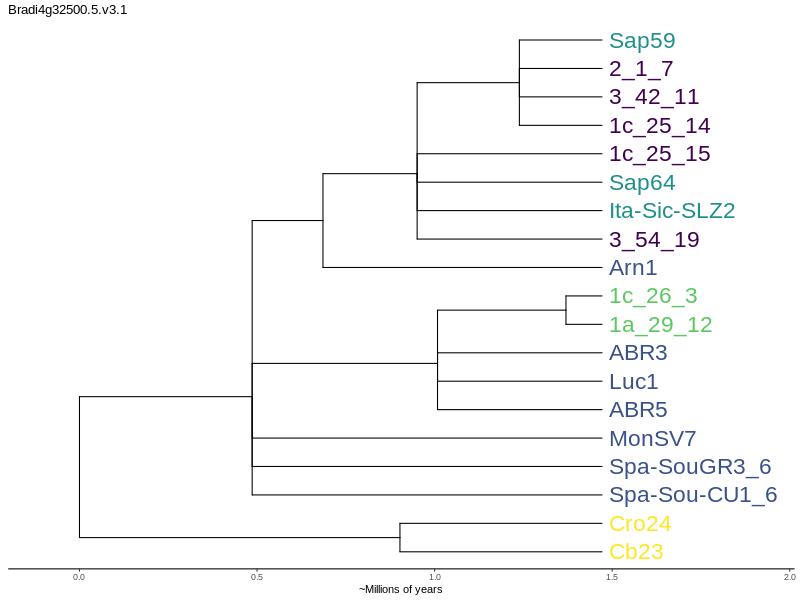 Bradi4g32500.5.v3.1
Sap59
2_1_7
3_42_11
1c_25_14
1c_25_15
Sap64
Ita-Sic-SLZ2
3_54_19
Arn1
1c_26_3
1a_29_12
ABR3
Luc1
ABR5
MonSV7
Spa-SouGR3_6
Spa-Sou-CU1_6
Cro24
Cb23
0.0 0.5 1.0 1.5 2.0
~Millions of years